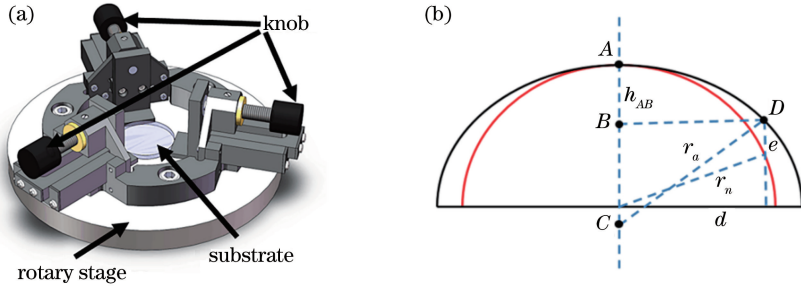 (a)
knob
substrate
rotary stage
(b)
A
h_AB
B
D
e
r_a
r_n
C
d